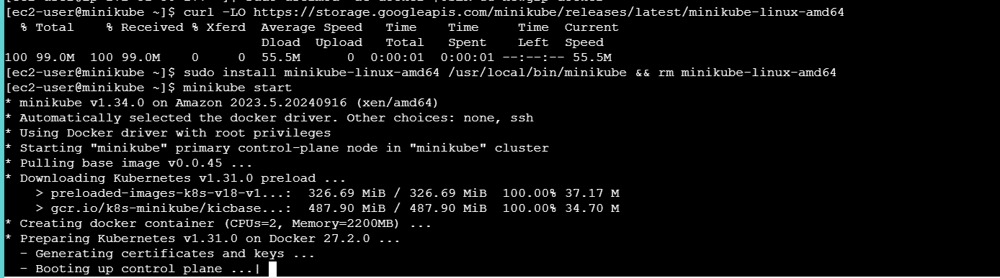 [ec2-user@minikube ~]$ curl -LO https://storage.googleapis.com/minikube/releases/latest/minikube-linux-amd64
  % Total    % Received % Xferd  Average Speed   Time    Time     Time  Current
                                 Dload  Upload   Total   Spent    Left  Speed
100 99.0M  100 99.0M    0     0  55.5M      0  0:00:01  0:00:01 --:--:-- 55.5M
[ec2-user@minikube ~]$ sudo install minikube-linux-amd64 /usr/local/bin/minikube && rm minikube-linux-amd64
[ec2-user@minikube ~]$ minikube start
* minikube v1.34.0 on Amazon 2023.5.20240916 (xen/amd64)
* Automatically selected the docker driver. Other choices: none, ssh
* Using Docker driver with root privileges
* Starting "minikube" primary control-plane node in "minikube" cluster
* Pulling base image v0.0.45 ...
* Downloading Kubernetes v1.31.0 preload ...
    > preloaded-images-k8s-v18-v1...:  326.69 MiB / 326.69 MiB  100.00% 37.17 M
    > gcr.io/k8s-minikube/kicbase...:  487.90 MiB / 487.90 MiB  100.00% 34.70 M
* Creating docker container (CPUs=2, Memory=2200MB) ...
* Preparing Kubernetes v1.31.0 on Docker 27.2.0 ...
  - Generating certificates and keys ...
  - Booting up control plane ...|